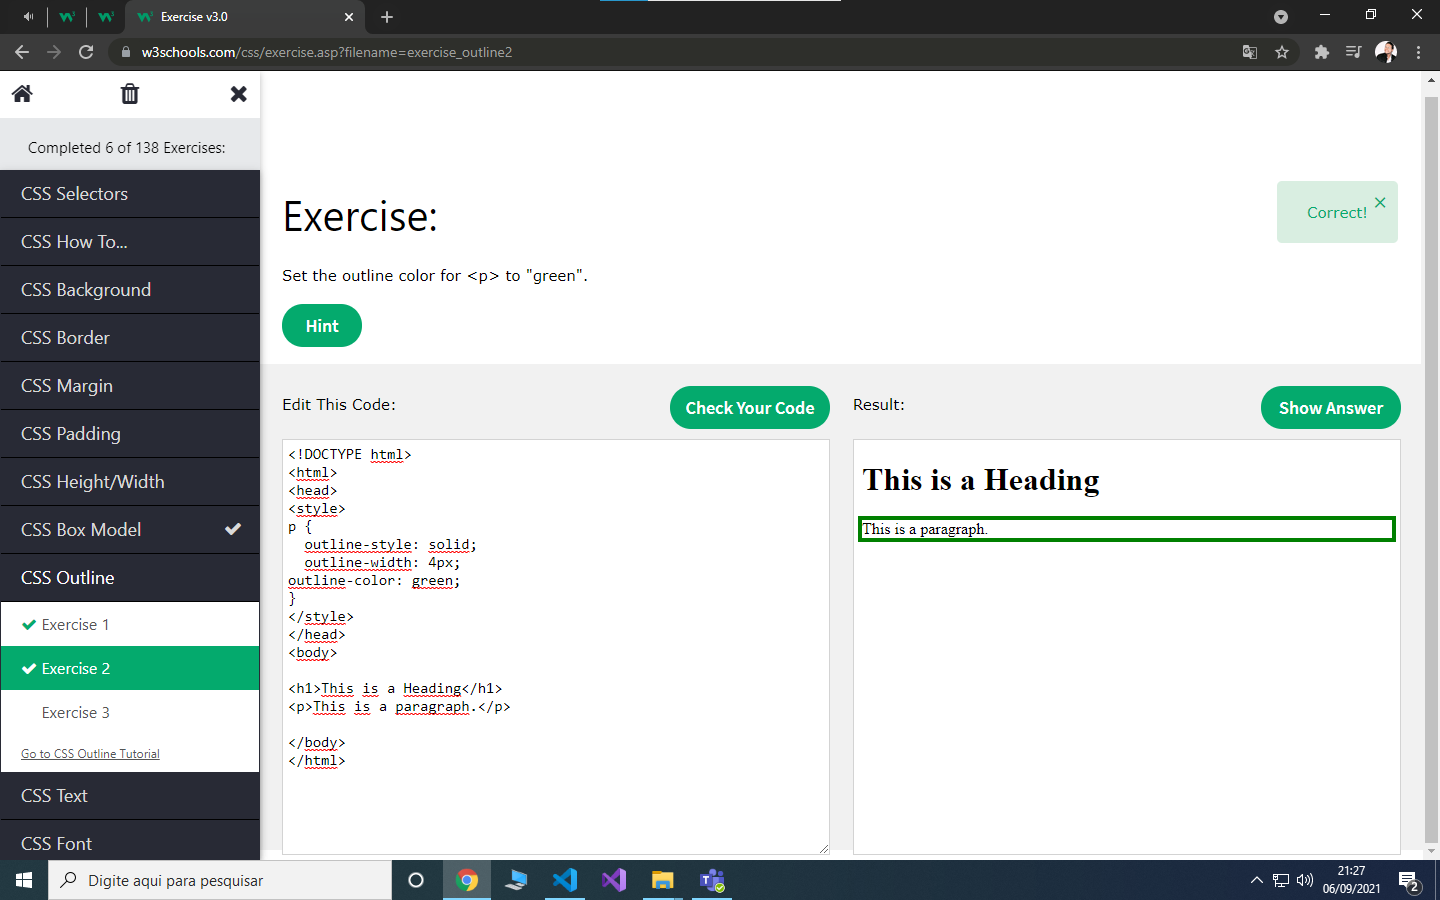 Exercise v3.0
w3schools.com/css/exercise.asp?filename=exercise_outline2
Completed 6 of 138 Exercises:
CSS Selectors
CSS How To...
CSS Background
CSS Border
CSS Margin
CSS Padding
CSS Height/Width
CSS Box Model
CSS Outline
Exercise 1
Exercise 2
Exercise 3
Go to CSS Outline Tutorial
CSS Text
CSS Font
Exercise:
Correct!
Set the outline color for <p> to "green".
Hint
Edit This Code:
Check Your Code
Result:
Show Answer
<!DOCTYPE html>
<html>
<head>
<style>
p {
  outline-style: solid;
  outline-width: 4px;
outline-color: green;
}
</style>
</head>
<body>
<h1>This is a Heading</h1>
<p>This is a paragraph.</p>
</body>
</html>
This is a Heading
This is a paragraph.
Digite aqui para pesquisar
21:27
06/09/2021
2